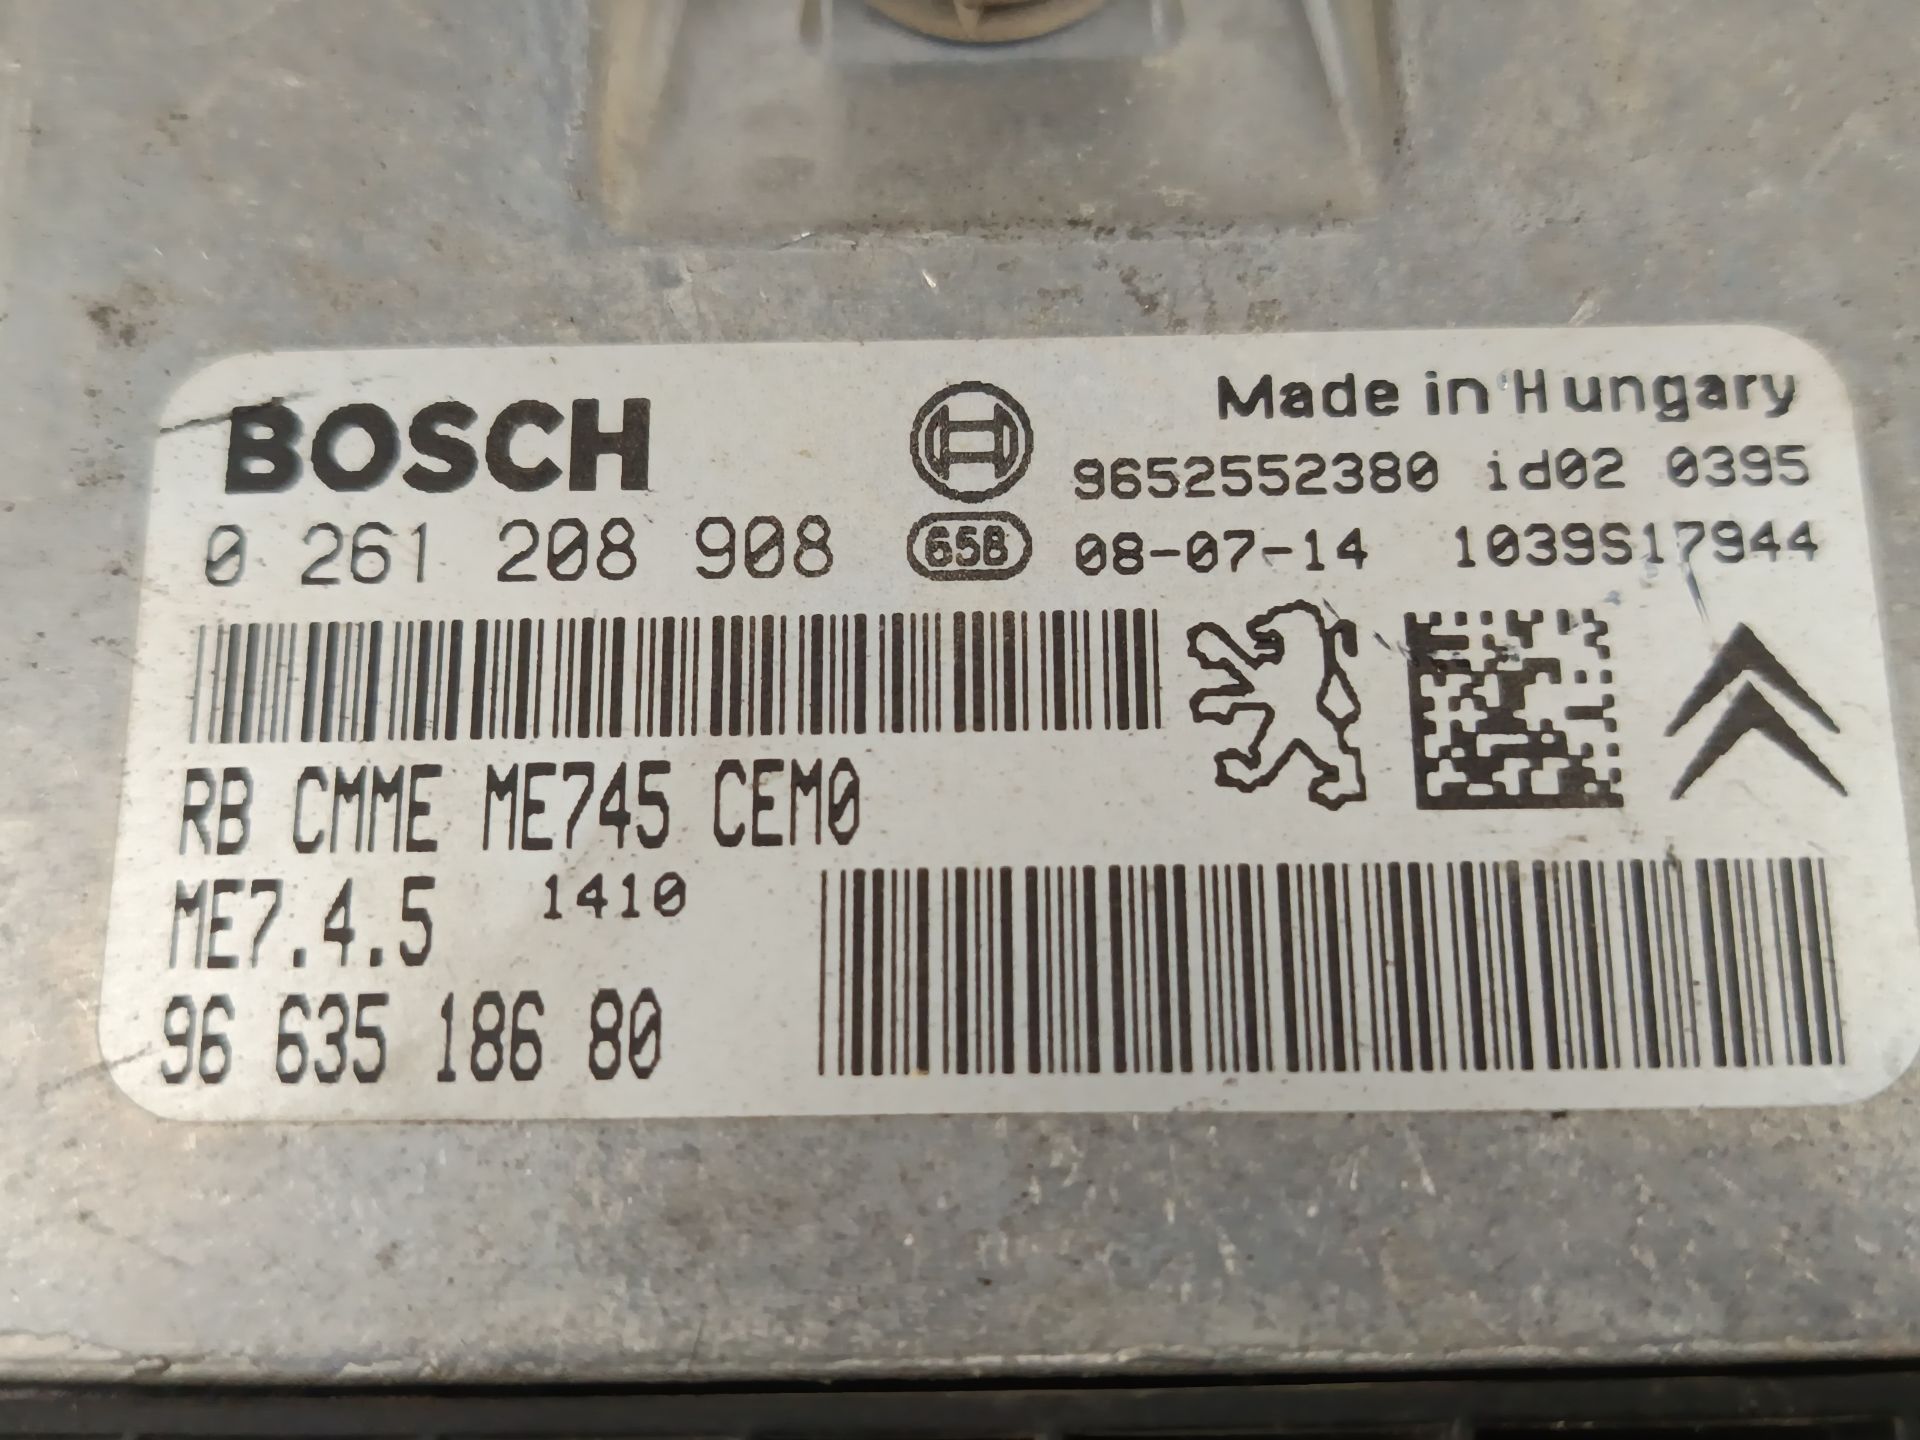 BOSCH
Made in Hungary
9652552380 id02 0395
0 261 208 908
65B
08-07-14 1039S17944
RB CMME ME745 CEM0
ME7.4.5 1410
96 635 186 80